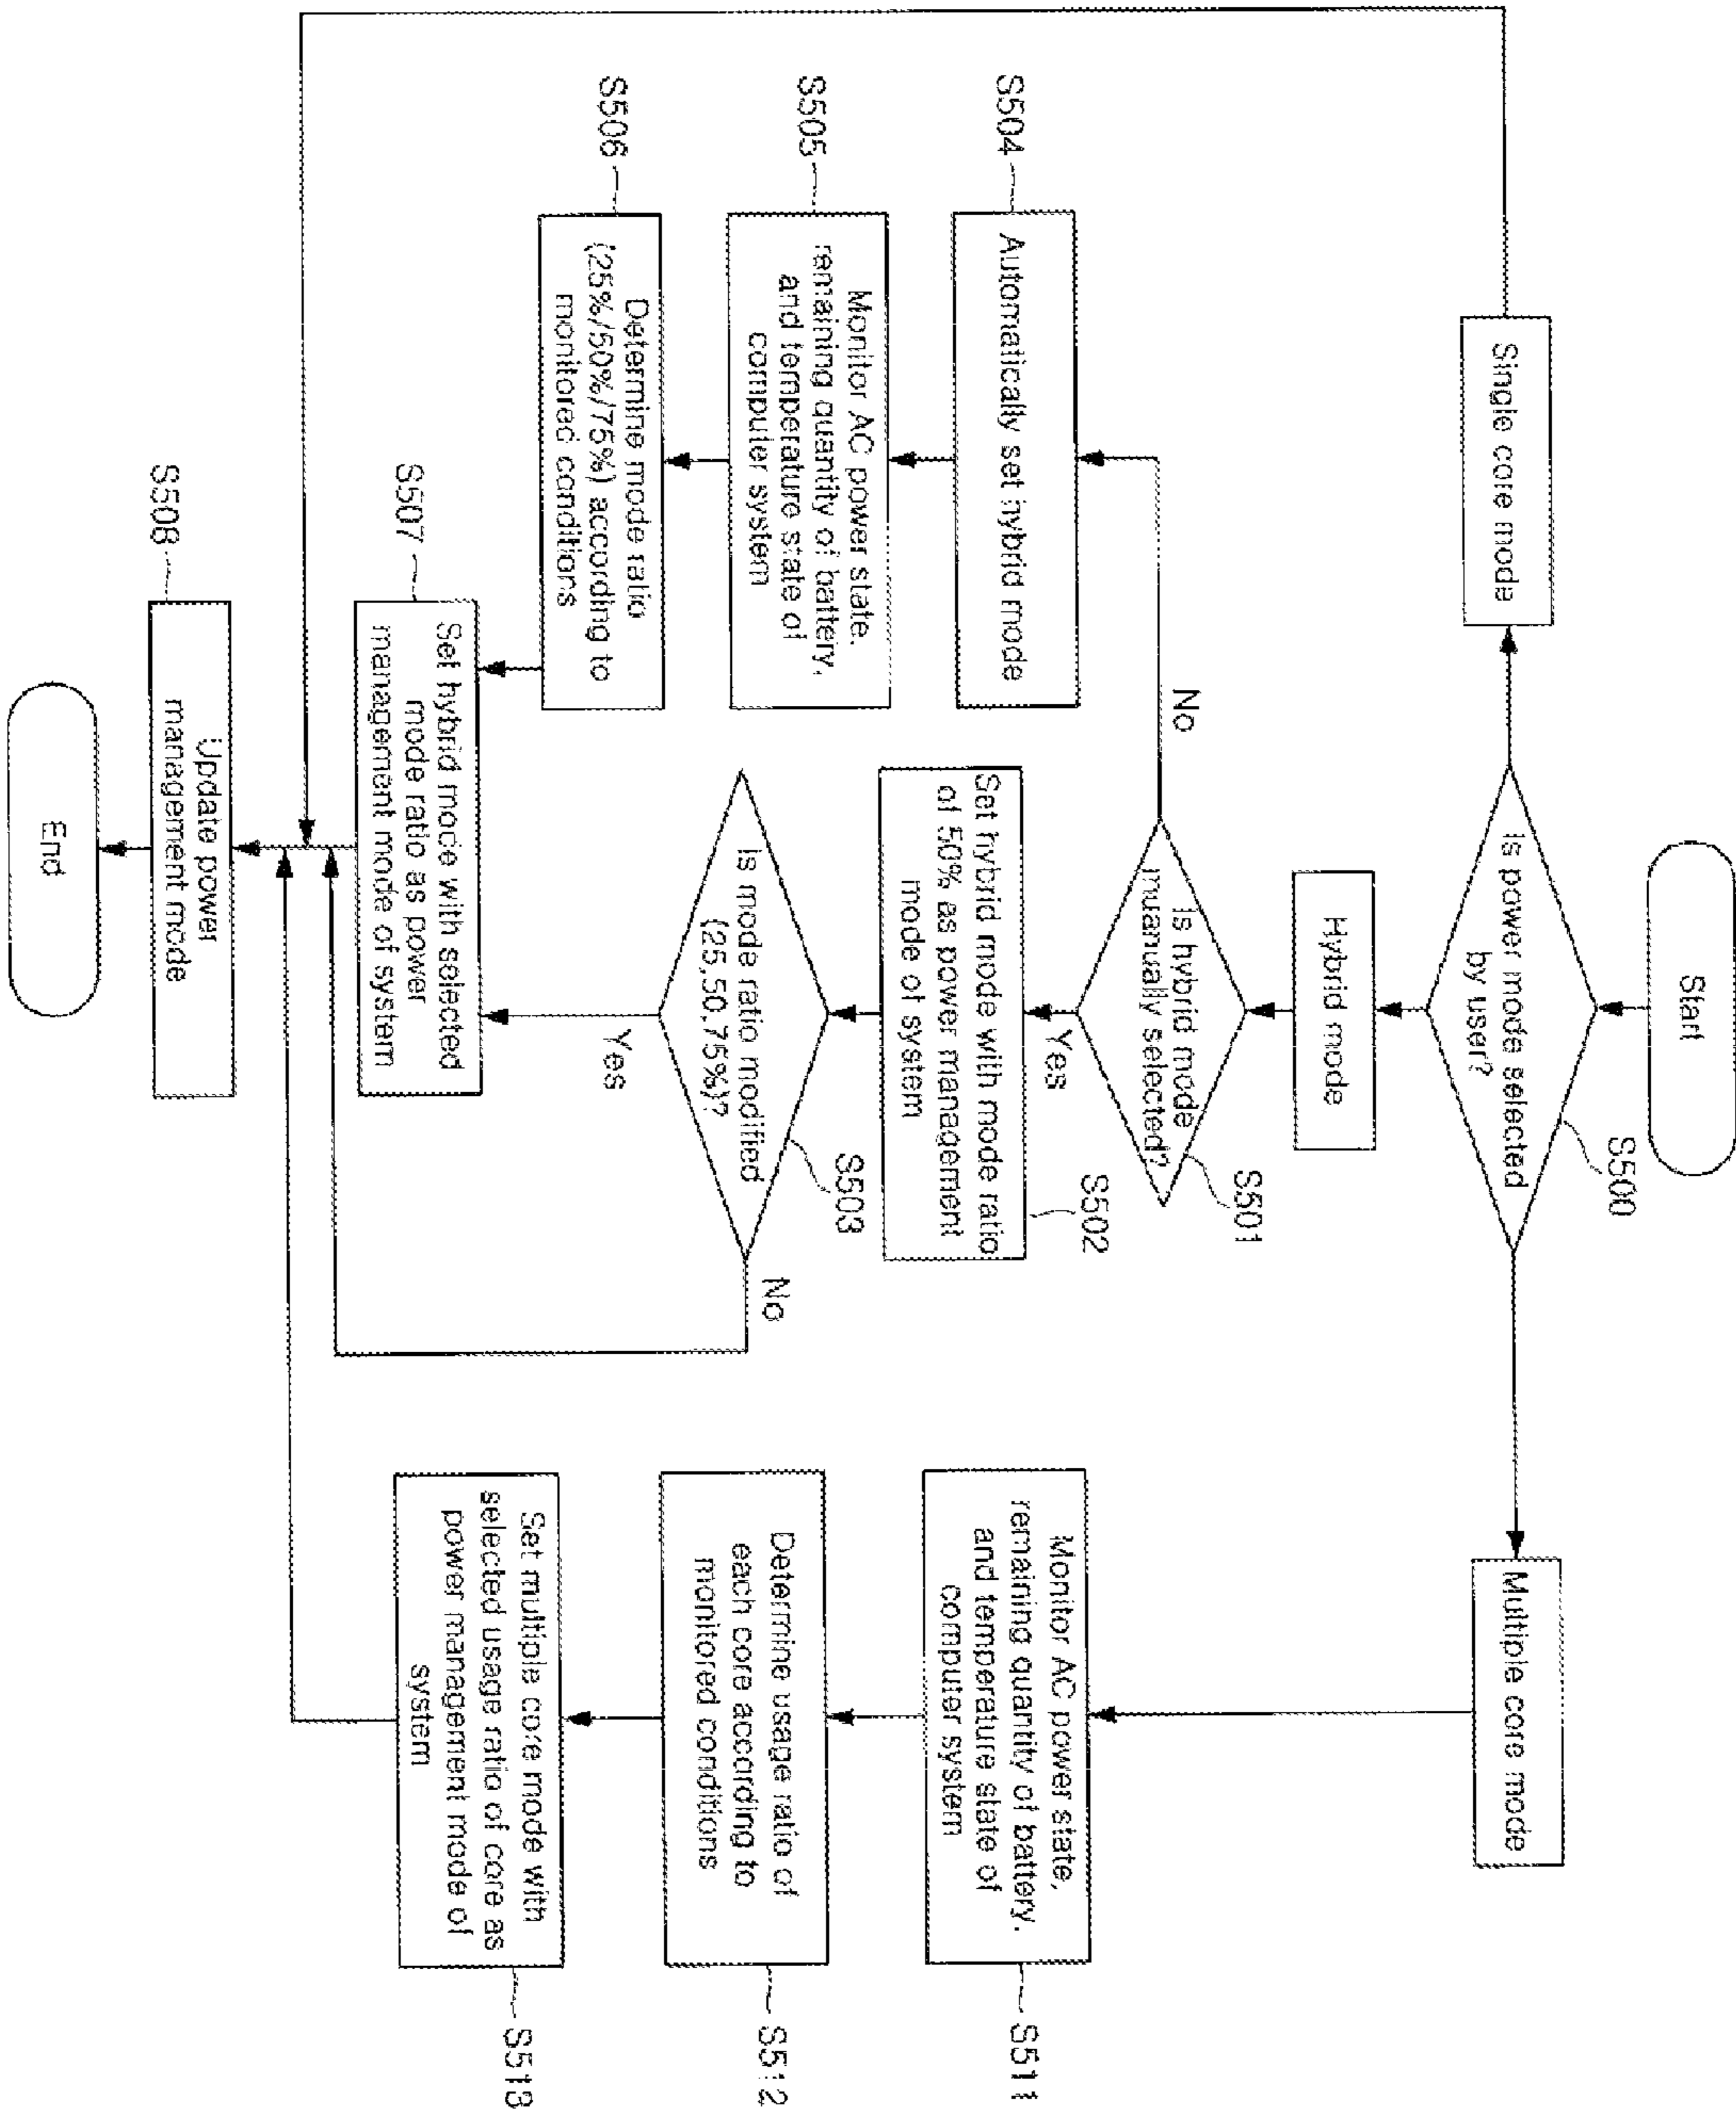 Start
Is power mode selected
by user?
S500
Single core mode
Hybrid mode
Multiple core mode
Is hybrid mode
manually selected?
S501
No
Yes
S504
Automatically set hybrid mode
Set hybrid mode with mode ratio
of 50% as power management
mode of system
S502
S505
Monitor AC power state,
remaining quantity of battery,
and temperature state of
computer system
Is mode ratio modified
(25,50,75%)?
S503
No
Yes
Monitor AC power state,
remaining quantity of battery,
and temperature state of
computer system
S511
S506
Determine mode ratio
(25%/50%/75%) according to
monitored conditions
Determine usage ratio of
each core according to
monitored conditions
S512
S507
Set hybrid mode with selected
mode ratio as power
management mode of system
Set multiple core mode with
selected usage ratio of core as
power management mode of
system
S513
S508
Update power
management mode
End